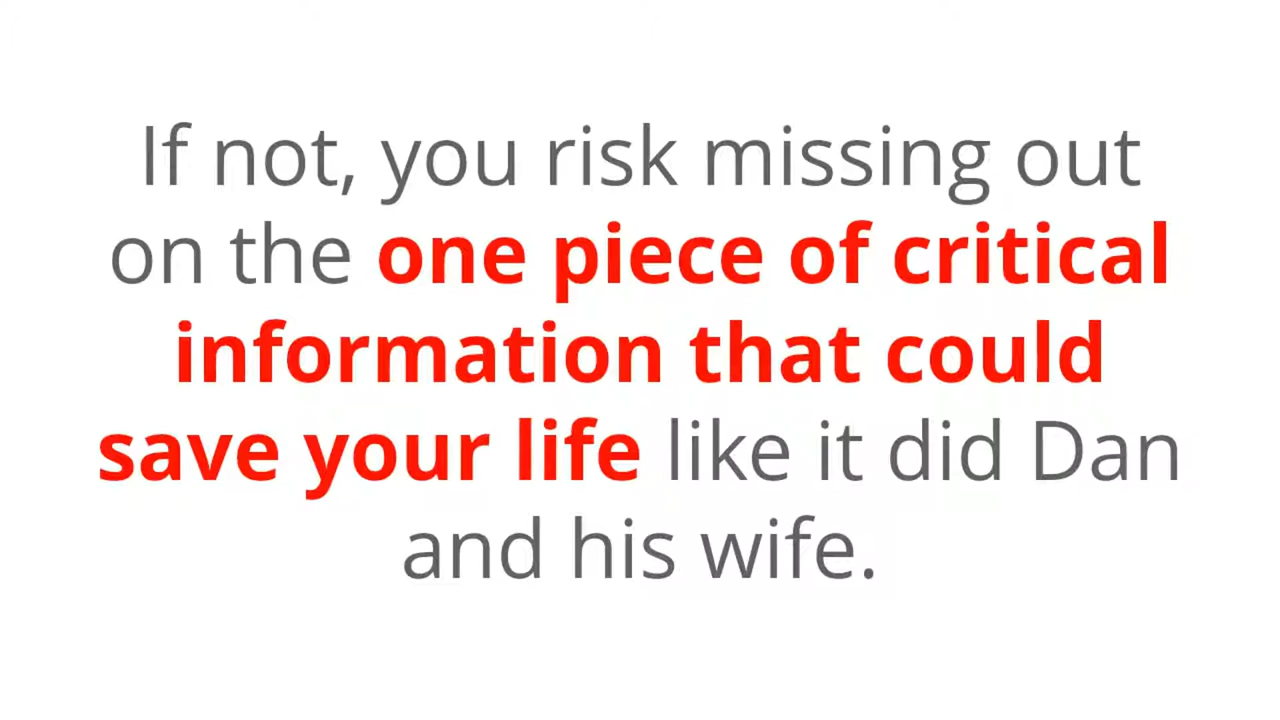 If not, you risk missing out
on the one piece of critical
information that could
save your life like it did Dan
and his wife.